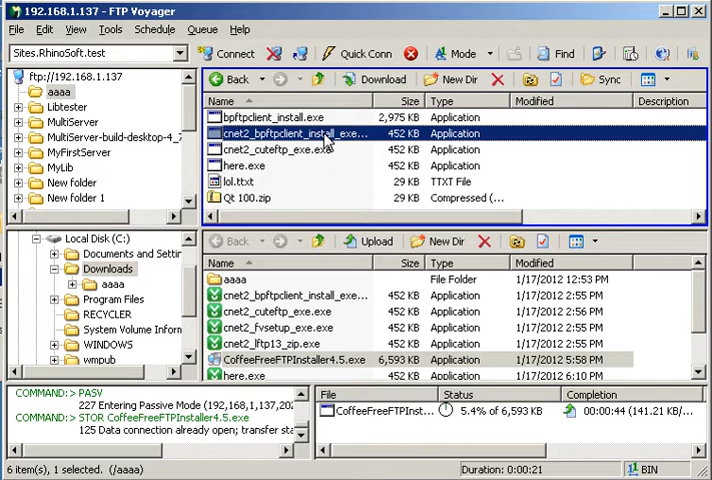 192.168.1.137 - FTP Voyager
File Edit View Tools Schedule Queue Help
Sites.RhinoSoft.test Connect Quick Conn Mode Find
ftp://192.168.1.137
aaaa
Libtester
MultiServer
MultiServer-build-desktop-4_7
MyFirstServer
MyLib
New folder
New folder 1
Back Download New Dir Sync
Name Size Type Modified Description
bpftpclient_install.exe 2,975 KB Application
cnet2_bpftpclient_install_exe... 452 KB Application
cnet2_cuteftp_exe.exe 452 KB Application
here.exe 452 KB Application
lol.ttxt 29 KB TTXT File
Qt 100.zip 29 KB Compressed (...
Local Disk (C:)
Documents and Settin
Downloads
aaaa
Program Files
RECYCLER
System Volume Inform
WINDOWS
wmpub
Back Upload New Dir
Name Size Type Modified
aaaa File Folder 1/17/2012 12:53 PM
cnet2_bpftpclient_install_exe... 452 KB Application 1/17/2012 2:55 PM
cnet2_cuteftp_exe.exe 452 KB Application 1/17/2012 2:55 PM
cnet2_fvsetup_exe.exe 452 KB Application 1/17/2012 2:55 PM
cnet2_lftp13_zip.exe 452 KB Application 1/17/2012 2:55 PM
CoffeeFreeFTPInstaller4.5.exe 6,593 KB Application 1/17/2012 5:58 PM
here.exe 452 KB Application 1/17/2012 6:10 PM
COMMAND:> PASV
227 Entering Passive Mode (192,168,1,137,202
COMMAND:> STOR CoffeeFreeFTPInstaller4.5.exe
125 Data connection already open; transfer sta
File Status Completion
CoffeeFreeFTPInst... 5.4% of 6,593 KB 00:00:44 (141.21 KB/...
6 item(s), 1 selected. (/aaaa) Duration: 0:00:21 BIN